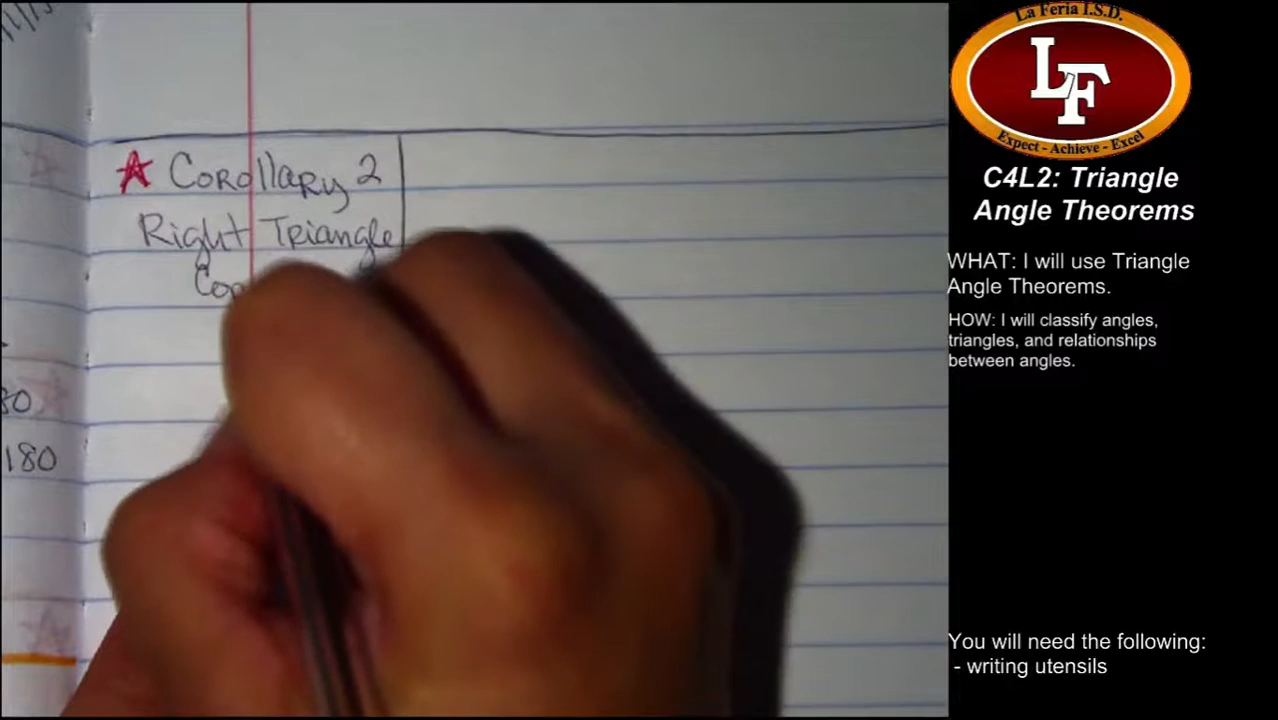 Corollary 2
Right Triangle
80
180
La Feria I.S.D.
LF
Expect - Achieve - Excel
C4L2: Triangle
Angle Theorems
WHAT: I will use Triangle
Angle Theorems.
HOW: I will classify angles,
triangles, and relationships
between angles.
You will need the following:
- writing utensils